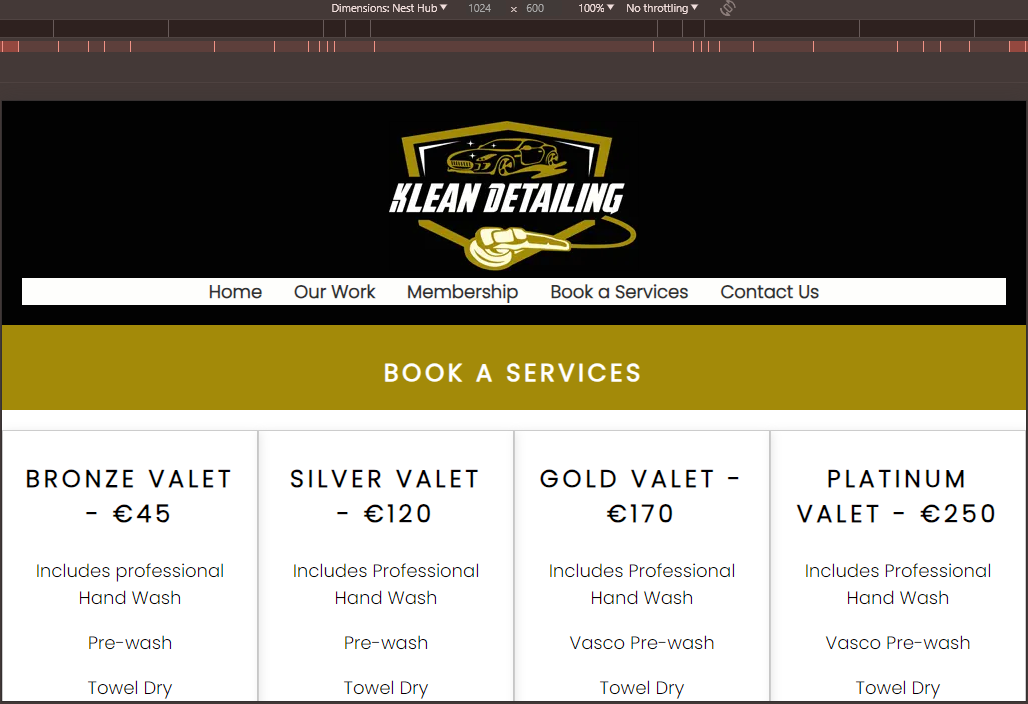 Dimensions: Nest Hub ▼ 1024 x 600 100% ▼ No throttling ▼
KLEAN DETAILING
Home Our Work Membership Book a Services Contact Us
BOOK A SERVICES
BRONZE VALET
- €45
Includes professional
Hand Wash
Pre-wash
Towel Dry
SILVER VALET
- €120
Includes Professional
Hand Wash
Pre-wash
Towel Dry
GOLD VALET -
€170
Includes Professional
Hand Wash
Vasco Pre-wash
Towel Dry
PLATINUM
VALET - €250
Includes Professional
Hand Wash
Vasco Pre-wash
Towel Dry